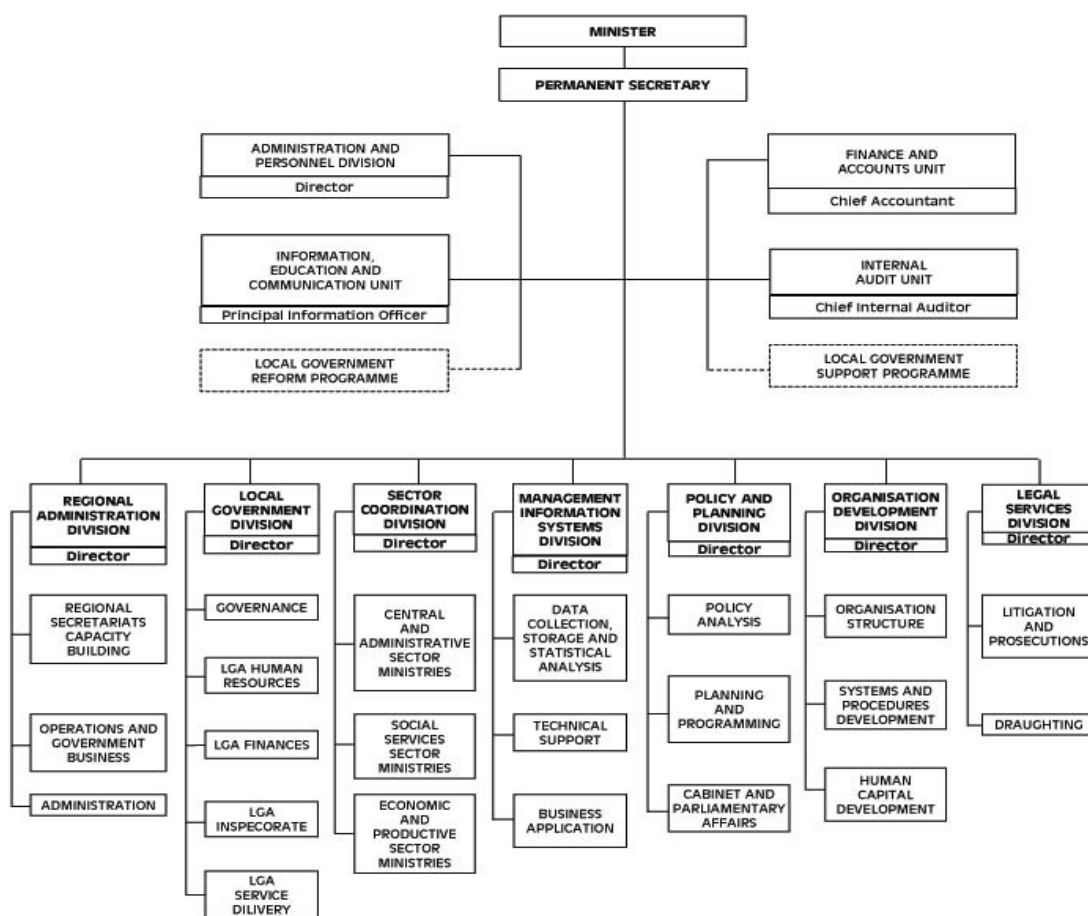 MINISTER
PERMANENT SECRETARY
ADMINISTRATION AND
PERSONNEL DIVISION
Director
FINANCE AND
ACCOUNTS UNIT
Chief Accountant
INFORMATION,
EDUCATION AND
COMMUNICATION UNIT
Principal Information Officer
INTERNAL
AUDIT UNIT
Chief Internal Auditor
LOCAL GOVERNMENT
REFORM PROGRAMME
LOCAL GOVERNMENT
SUPPORT PROGRAMME
REGIONAL
ADMINISTRATION
DIVISION
Director
REGIONAL
SECRETARIATS
CAPACITY
BUILDING
OPERATIONS AND
GOVERNMENT
BUSINESS
ADMINISTRATION
LOCAL
GOVERNMENT
DIVISION
Director
GOVERNANCE
LGA HUMAN
RESOURCES
LGA FINANCES
LGA
INSPECORATE
LGA
SERVICE
DILIVERY
SECTOR
COORDINATION
DIVISION
Director
CENTRAL
AND
ADMINISTRATIVE
SECTOR
MINISTRIES
SOCIAL
SERVICES
SECTOR
MINISTRIES
ECONOMIC
AND
PRODUCTIVE
SECTOR
MINISTRIES
MANAGEMENT
INFORMATION
SYSTEMS
DIVISION
Director
DATA
COLLECTION,
STORAGE AND
STATISTICAL
ANALYSIS
TECHNICAL
SUPPORT
BUSINESS
APPLICATION
POLICY AND
PLANNING
DIVISION
Director
POLICY
ANALYSIS
PLANNING
AND
PROGRAMMING
CABINET AND
PARLIAMENTARY
AFFAIRS
ORGANISATION
DEVELOPMENT
DIVISION
Director
ORGANISATION
STRUCTURE
SYSTEMS AND
PROCEDURES
DEVELOPMENT
HUMAN
CAPITAL
DEVELOPMENT
LEGAL
SERVICES
DIVISION
Director
LITIGATION
AND
PROSECUTIONS
DRAUGHTING